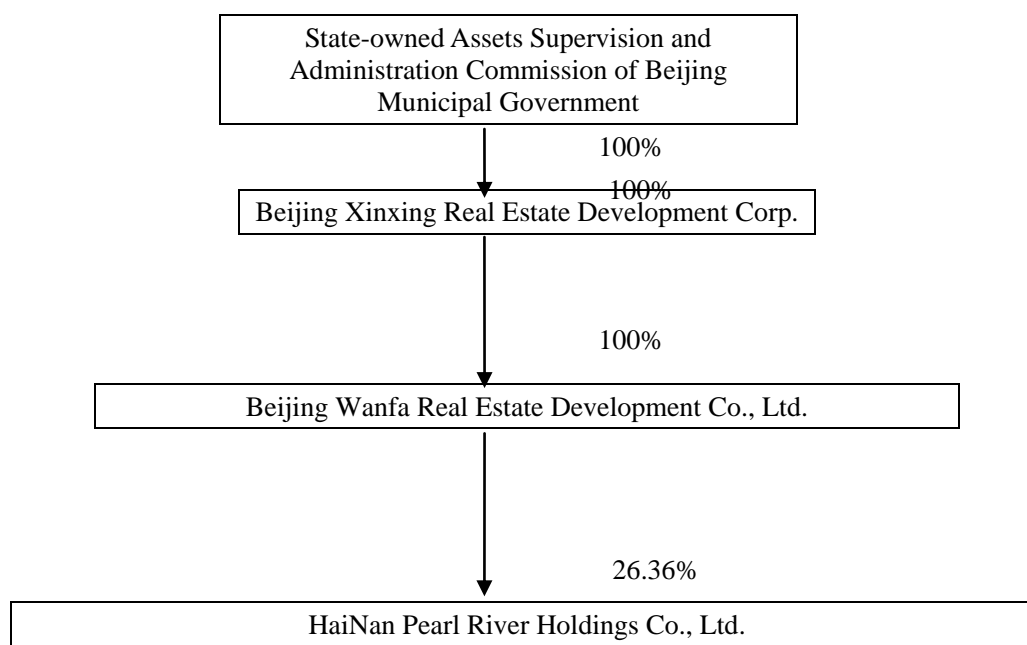 State-owned Assets Supervision and
Administration Commission of Beijing
Municipal Government
100%
100%
Beijing Xinxing Real Estate Development Corp.
100%
Beijing Wanfa Real Estate Development Co., Ltd.
26.36%
HaiNan Pearl River Holdings Co., Ltd.